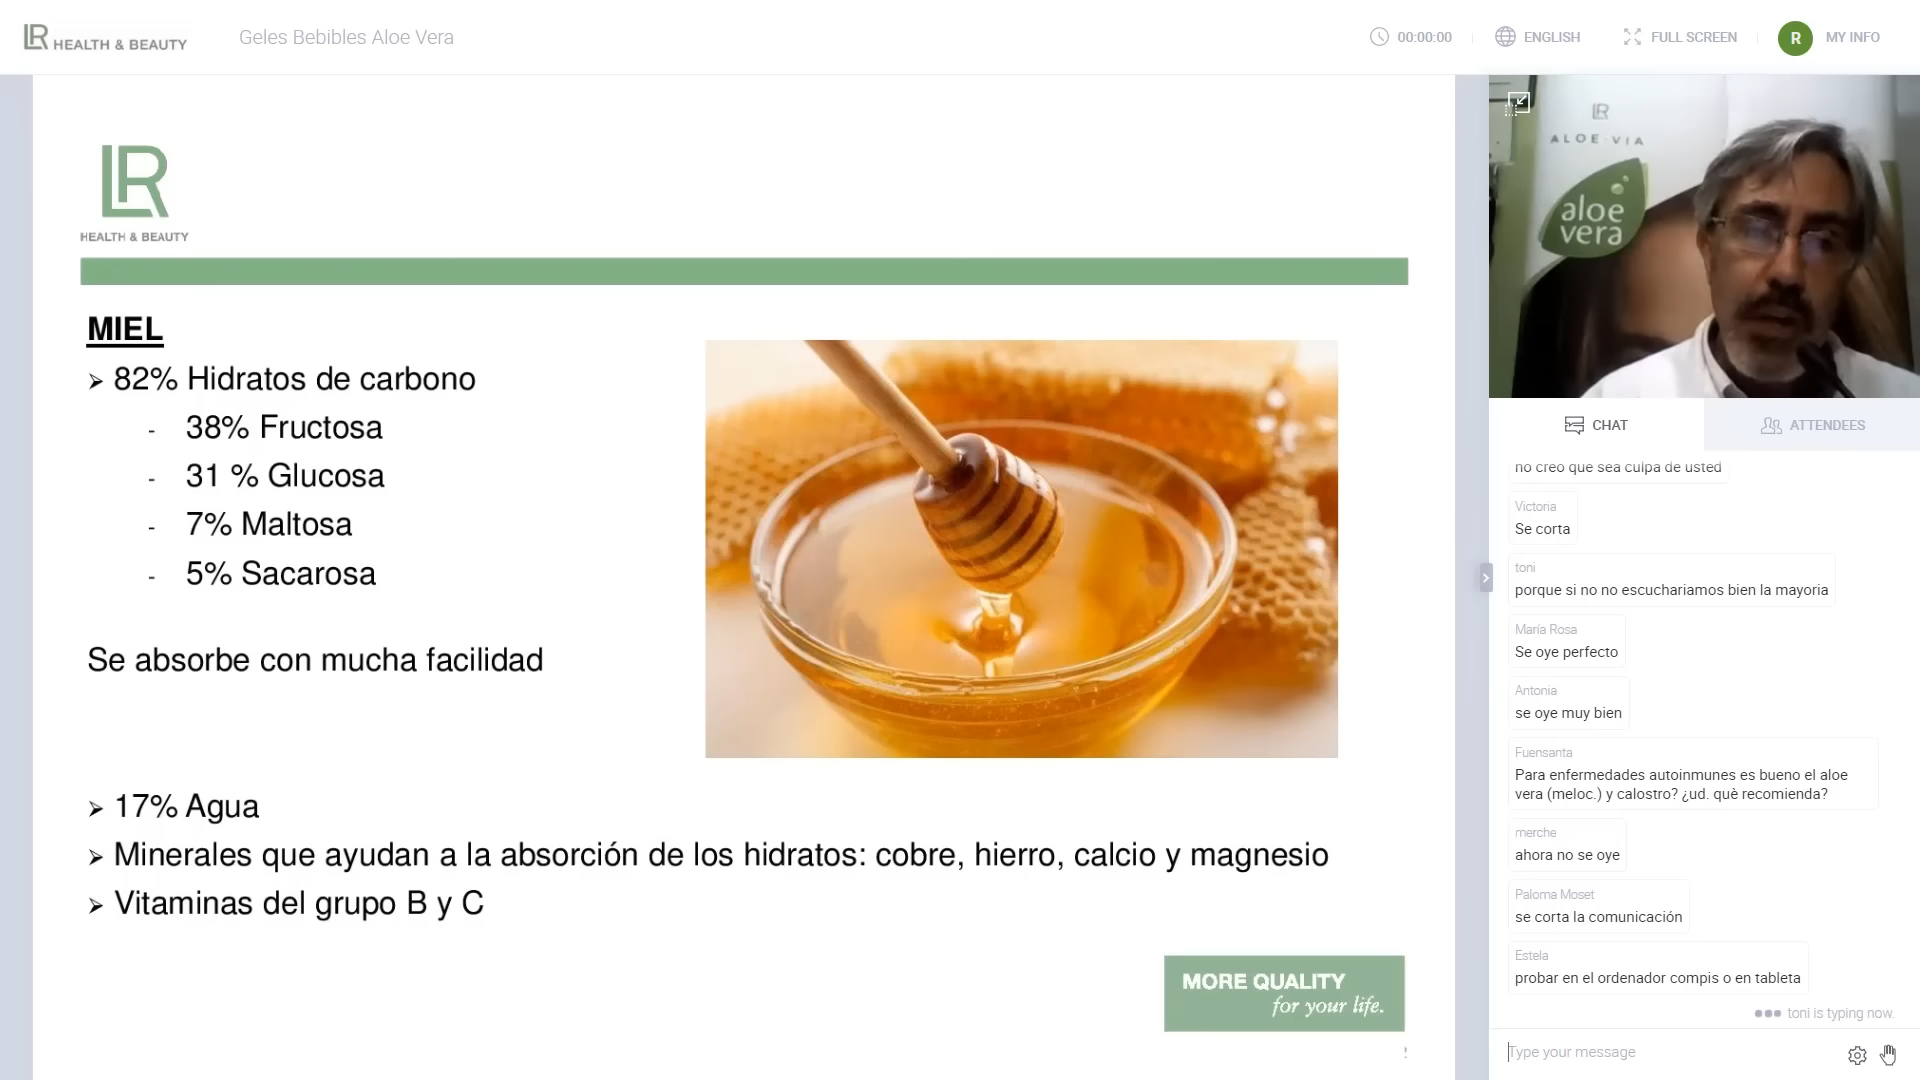 LR HEALTH & BEAUTY
Geles Bebibles Aloe Vera
00:00:00
ENGLISH
FULL SCREEN
R
MY INFO
LR
HEALTH & BEAUTY
MIEL
➢ 82% Hidratos de carbono
- 38% Fructosa
- 31 % Glucosa
- 7% Maltosa
- 5% Sacarosa
Se absorbe con mucha facilidad
➢ 17% Agua
➢ Minerales que ayudan a la absorción de los hidratos: cobre, hierro, calcio y magnesio
➢ Vitaminas del grupo B y C
MORE QUALITY
for your life.
LR
ALOE VIA
aloe
vera
CHAT
ATTENDEES
no creo que sea culpa de usted
Victoria
Se corta
toni
porque si no no escuchariamos bien la mayoria
María Rosa
Se oye perfecto
Antonia
se oye muy bien
Fuensanta
Para enfermedades autoinmunes es bueno el aloe
vera (meloc.) y calostro? ¿ud. què recomienda?
merche
ahora no se oye
Paloma Moset
se corta la comunicación
Estela
probar en el ordenador compis o en tableta
toni is typing now.
Type your message